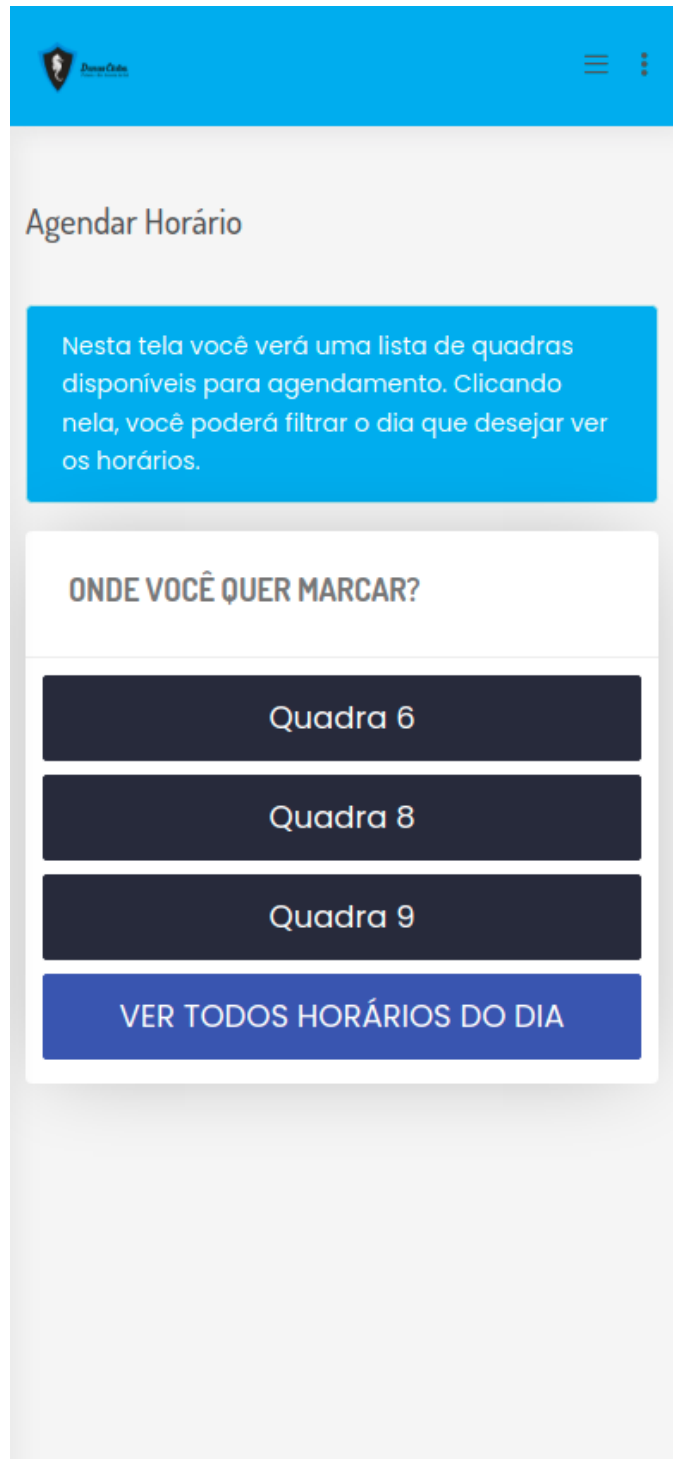 Agendar Horário
Nesta tela você verá uma lista de quadras
disponíveis para agendamento. Clicando
nela, você poderá filtrar o dia que desejar ver
os horários.
ONDE VOCÊ QUER MARCAR?
Quadra 6
Quadra 8
Quadra 9
VER TODOS HORÁRIOS DO DIA